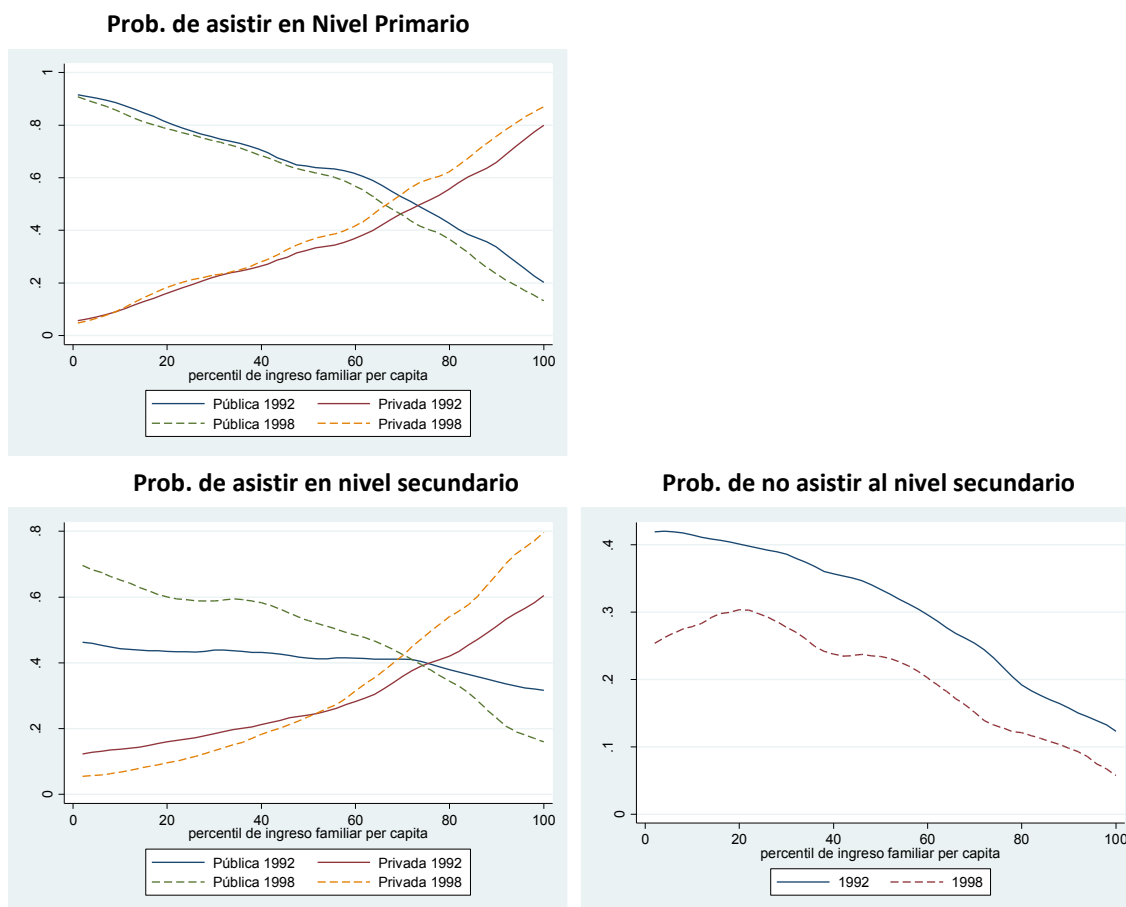 Prob. de asistir en Nivel Primario
1
.8
.6
.4
.2
0
0 20 40 60 80 100
percentil de ingreso familiar per capita
Pública 1992 Privada 1992
Pública 1998 Privada 1998
Prob. de asistir en nivel secundario
.8
.6
.4
.2
0
0 20 40 60 80 100
percentil de ingreso familiar per capita
Pública 1992 Privada 1992
Pública 1998 Privada 1998
Prob. de no asistir al nivel secundario
.4
.3
.2
.1
0
0 20 40 60 80 100
percentil de ingreso familiar per capita
1992 1998